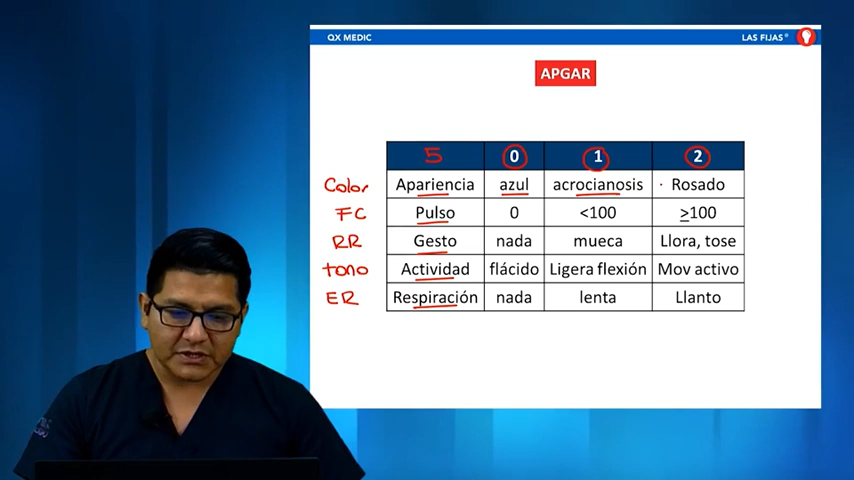 QX MEDIC LAS FIJAS®
APGAR
5 0 1 2
Color Apariencia azul acrocianosis Rosado
FC Pulso 0 <100 ≥100
RR Gesto nada mueca Llora, tose
tono Actividad flácido Ligera flexión Mov activo
ER Respiración nada lenta Llanto